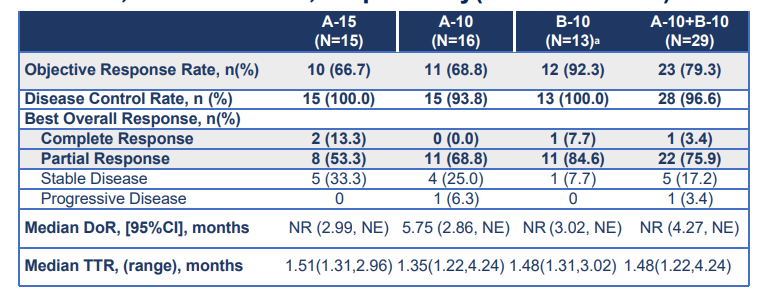 A-15 A-10 B-10 A-10+B-10
(N=15) (N=16) (N=13)a (N=29)
Objective Response Rate, n(%) 10 (66.7) 11 (68.8) 12 (92.3) 23 (79.3)
Disease Control Rate, n (%) 15 (100.0) 15 (93.8) 13 (100.0) 28 (96.6)
Best Overall Response, n(%)
Complete Response 2 (13.3) 0 (0.0) 1 (7.7) 1 (3.4)
Partial Response 8 (53.3) 11 (68.8) 11 (84.6) 22 (75.9)
Stable Disease 5 (33.3) 4 (25.0) 1 (7.7) 5 (17.2)
Progressive Disease 0 1 (6.3) 0 1 (3.4)
Median DoR, [95%CI], months NR (2.99, NE) 5.75 (2.86, NE) NR (3.02, NE) NR (4.27, NE)
Median TTR, (range), months 1.51(1.31,2.96) 1.35(1.22,4.24) 1.48(1.31,3.02) 1.48(1.22,4.24)